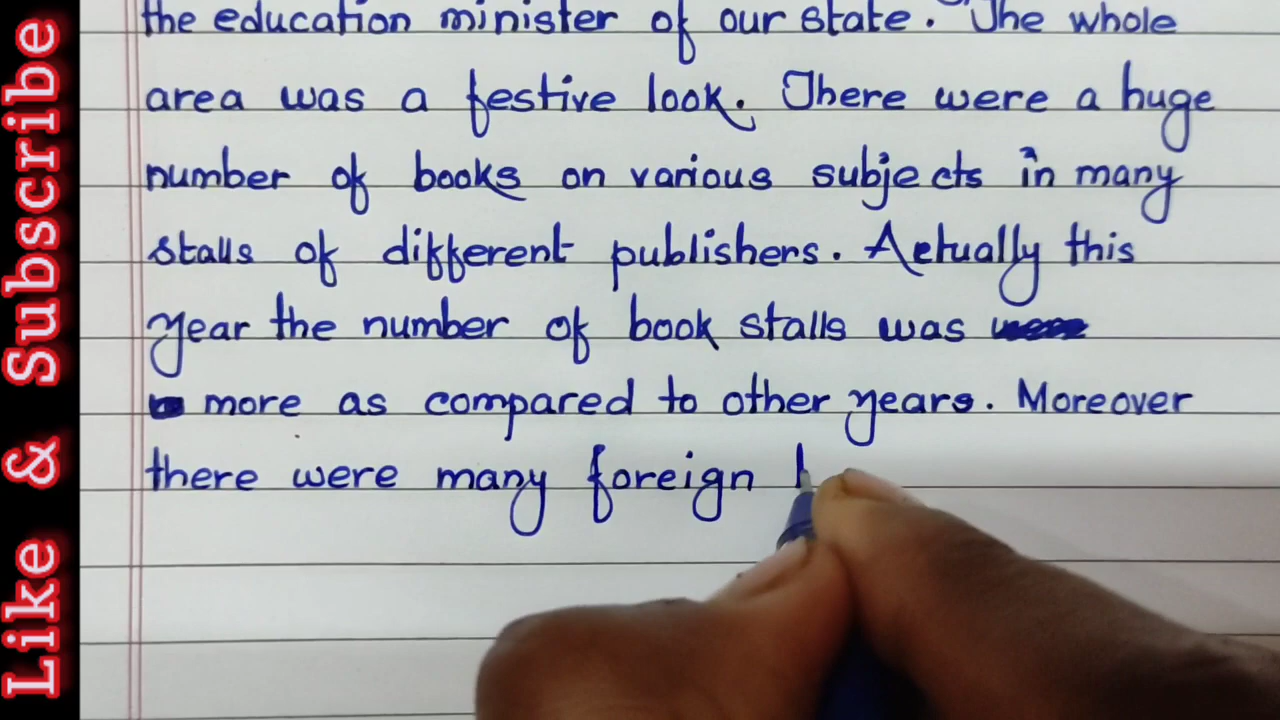 Like & Subscribe
the education minister of our state. The whole
area was a festive look. There were a huge
number of books on various subjects in many
stalls of different publishers. Actually this
year the number of book stalls was
more as compared to other years. Moreover
there were many foreign